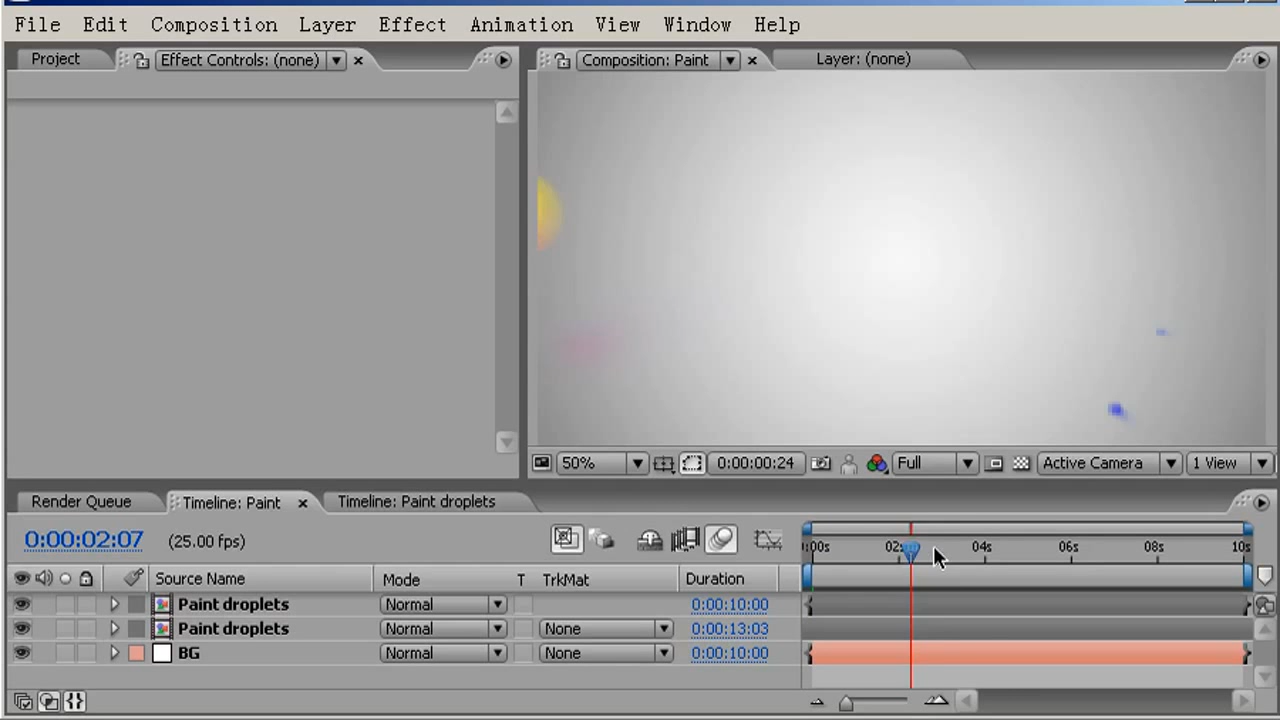 File Edit Composition Layer Effect Animation View Window Help
Project Effect Controls: (none) Composition: Paint Layer: (none)
50% 0:00:00:24 Full Active Camera 1 View
Render Queue Timeline: Paint Timeline: Paint droplets
0:00:02:07 (25.00 fps)
:00s 02s 04s 06s 08s 10s
Source Name Mode T TrkMat Duration
Paint droplets Normal 0:00:10:00
Paint droplets Normal None 0:00:13:03
BG Normal None 0:00:10:00